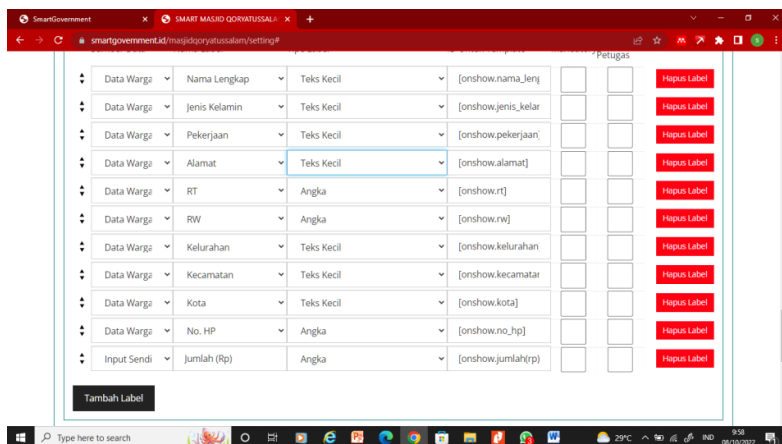 SmartGovernment
SMART MASJID QORYATUSSALA
smartgovernment.id/masjidqoryatussalam/setting#
Petugas
Data Warga Nama Lengkap Teks Kecil [onshow.nama_leng Hapus Label
Data Warga Jenis Kelamin Teks Kecil [onshow.jenis_kelar Hapus Label
Data Warga Pekerjaan Teks Kecil [onshow.pekerjaan] Hapus Label
Data Warga Alamat Teks Kecil [onshow.alamat] Hapus Label
Data Warga RT Angka [onshow.rt] Hapus Label
Data Warga RW Angka [onshow.rw] Hapus Label
Data Warga Kelurahan Teks Kecil [onshow.kelurahan Hapus Label
Data Warga Kecamatan Teks Kecil [onshow.kecamatar Hapus Label
Data Warga Kota Teks Kecil [onshow.kota] Hapus Label
Data Warga No. HP Angka [onshow.no_hp] Hapus Label
Input Sendi Jumlah (Rp) Angka [onshow.jumlah(rp) Hapus Label
Tambah Label
Type here to search 29°C IND 9:58
08/10/2022